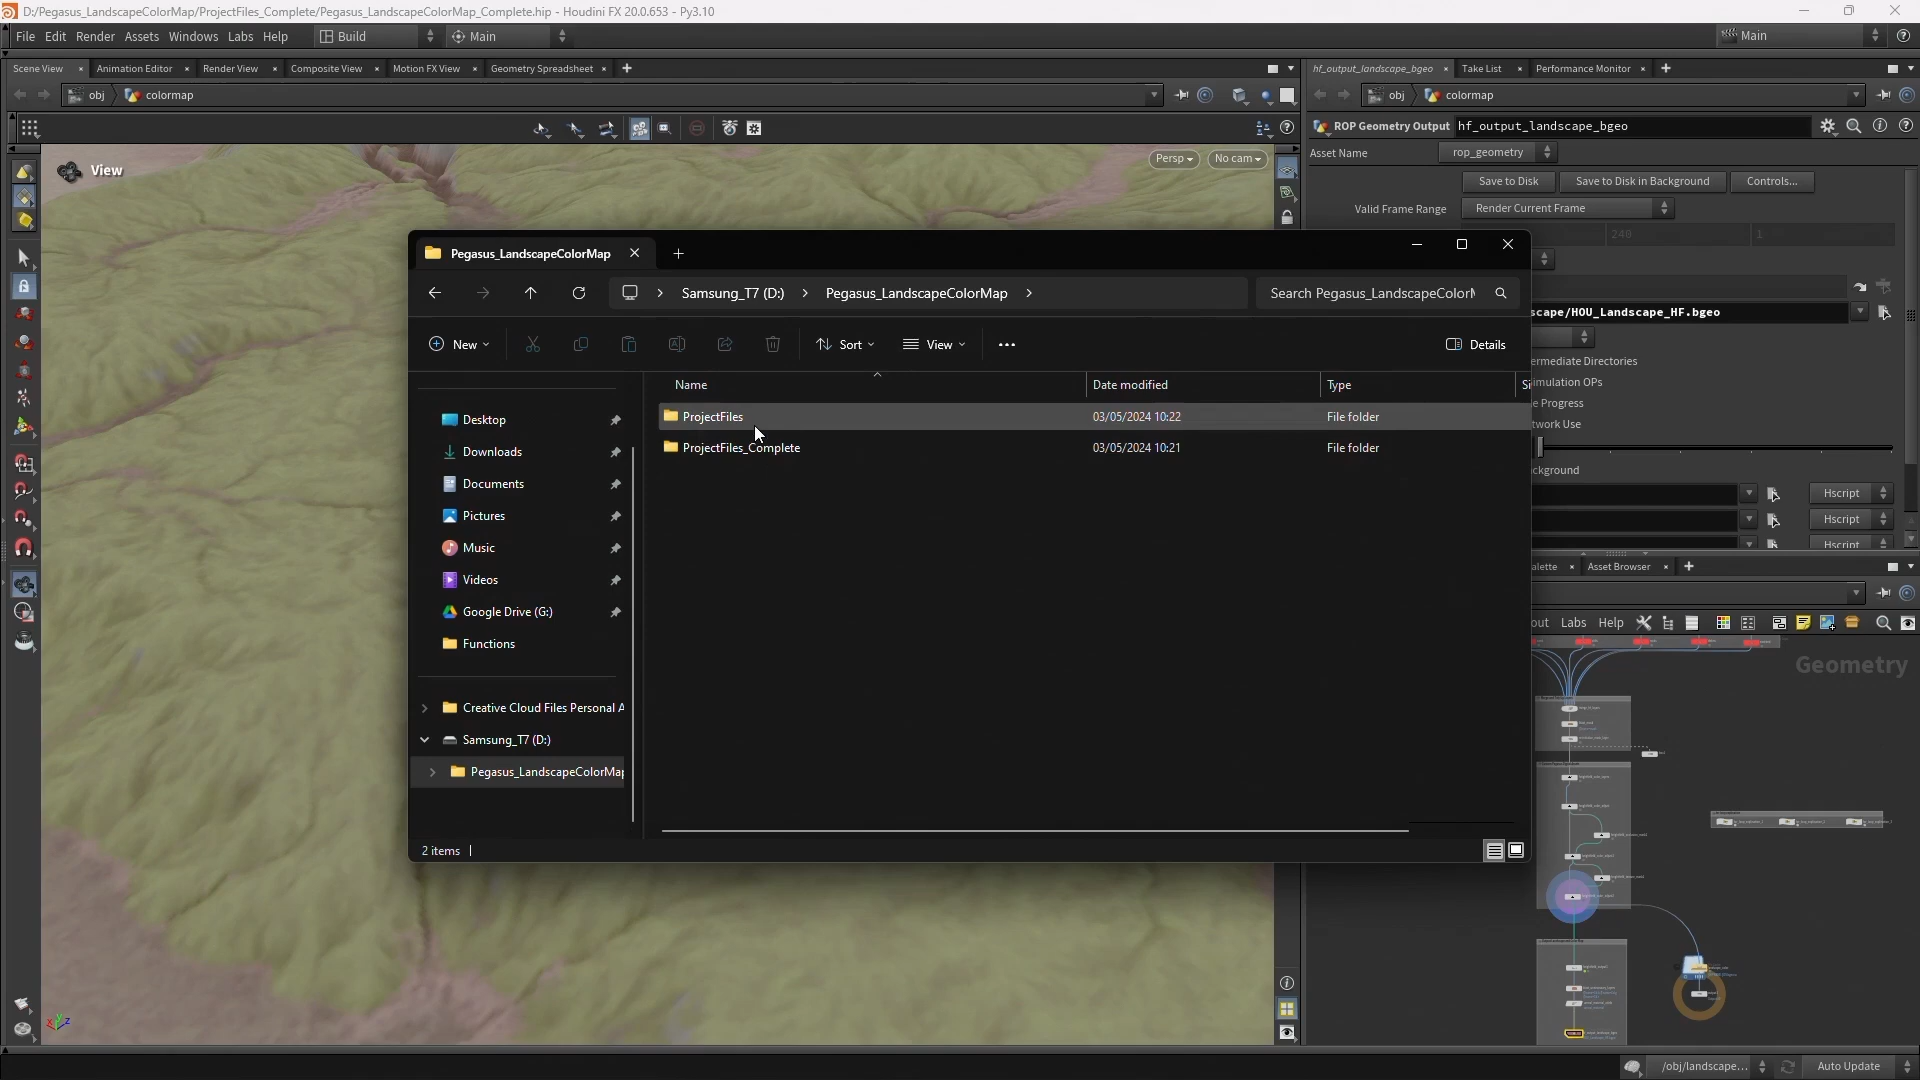 D:/Pegasus_LandscapeColorMap/ProjectFiles_Complete/Pegasus_LandscapeColorMap_Complete.hip - Houdini FX 20.0.653 - Py3.10
File Edit Render Assets Windows Labs Help Build Main Main
Scene View Animation Editor Render View Composite View Motion FX View Geometry Spreadsheet hf_output_landscape_bgeo Take List Performance Monitor
obj colormap obj colormap
ROP Geometry Output hf_output_landscape_bgeo
Asset Name rop_geometry
View Persp No cam
Save to Disk Save to Disk in Background Controls...
Valid Frame Range Render Current Frame
240 1
Pegasus_LandscapeColorMap
Samsung_T7 (D:) Pegasus_LandscapeColorMap
Search Pegasus_LandscapeColorM
scape/HOU_Landscape_HF.bgeo
New Sort View Details
ermediate Directories
imulation OPs
e Progress
twork Use
ckground
Name Date modified Type Si
ProjectFiles 03/05/2024 10:22 File folder
ProjectFiles_Complete 03/05/2024 10:21 File folder
Desktop
Downloads
Documents
Pictures
Music
Videos
Google Drive (G:)
Functions
Creative Cloud Files Personal A
Samsung_T7 (D:)
Pegasus_LandscapeColorMap
2 items
Hscript
Hscript
Hscript
alette Asset Browser
out Labs Help
Geometry
/obj/landscape... Auto Update